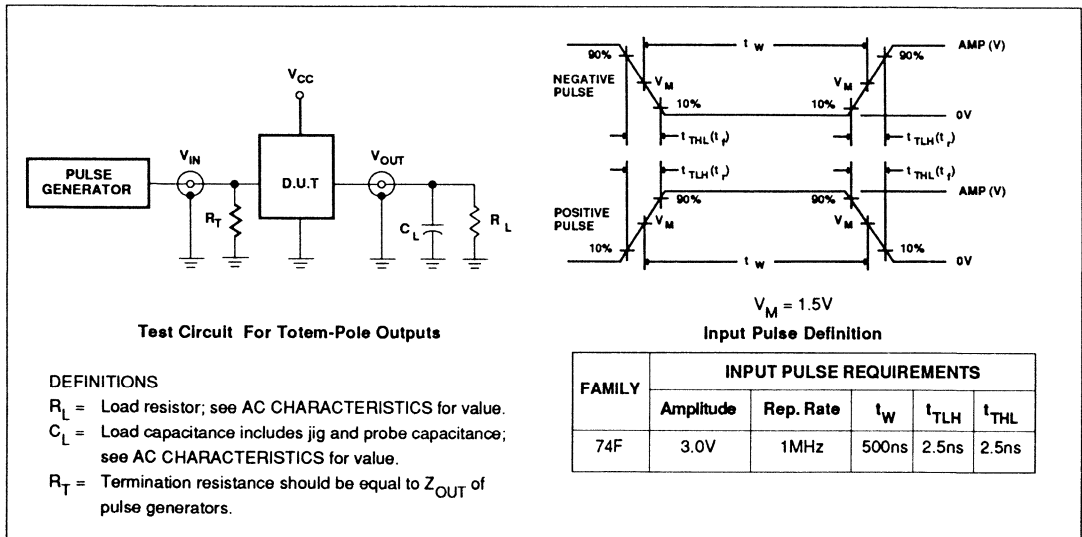 PULSE GENERATOR
V_IN
R_T
V_CC
D.U.T
V_OUT
C_L
R_L
Test Circuit For Totem-Pole Outputs
DEFINITIONS
R_L = Load resistor; see AC CHARACTERISTICS for value.
C_L = Load capacitance includes jig and probe capacitance;
see AC CHARACTERISTICS for value.
R_T = Termination resistance should be equal to Z_OUT of
pulse generators.
NEGATIVE
PULSE
90%
t_W
90%
AMP (V)
V_M
V_M
10%
10%
0V
t_THL(t_f)
t_TLH(t_r)
t_TLH(t_r)
t_THL(t_f)
POSITIVE
PULSE
90%
90%
AMP (V)
V_M
V_M
10%
10%
0V
t_W
V_M = 1.5V
Input Pulse Definition
FAMILY
INPUT PULSE REQUIREMENTS
Amplitude Rep. Rate t_W t_TLH t_THL
74F 3.0V 1MHz 500ns 2.5ns 2.5ns